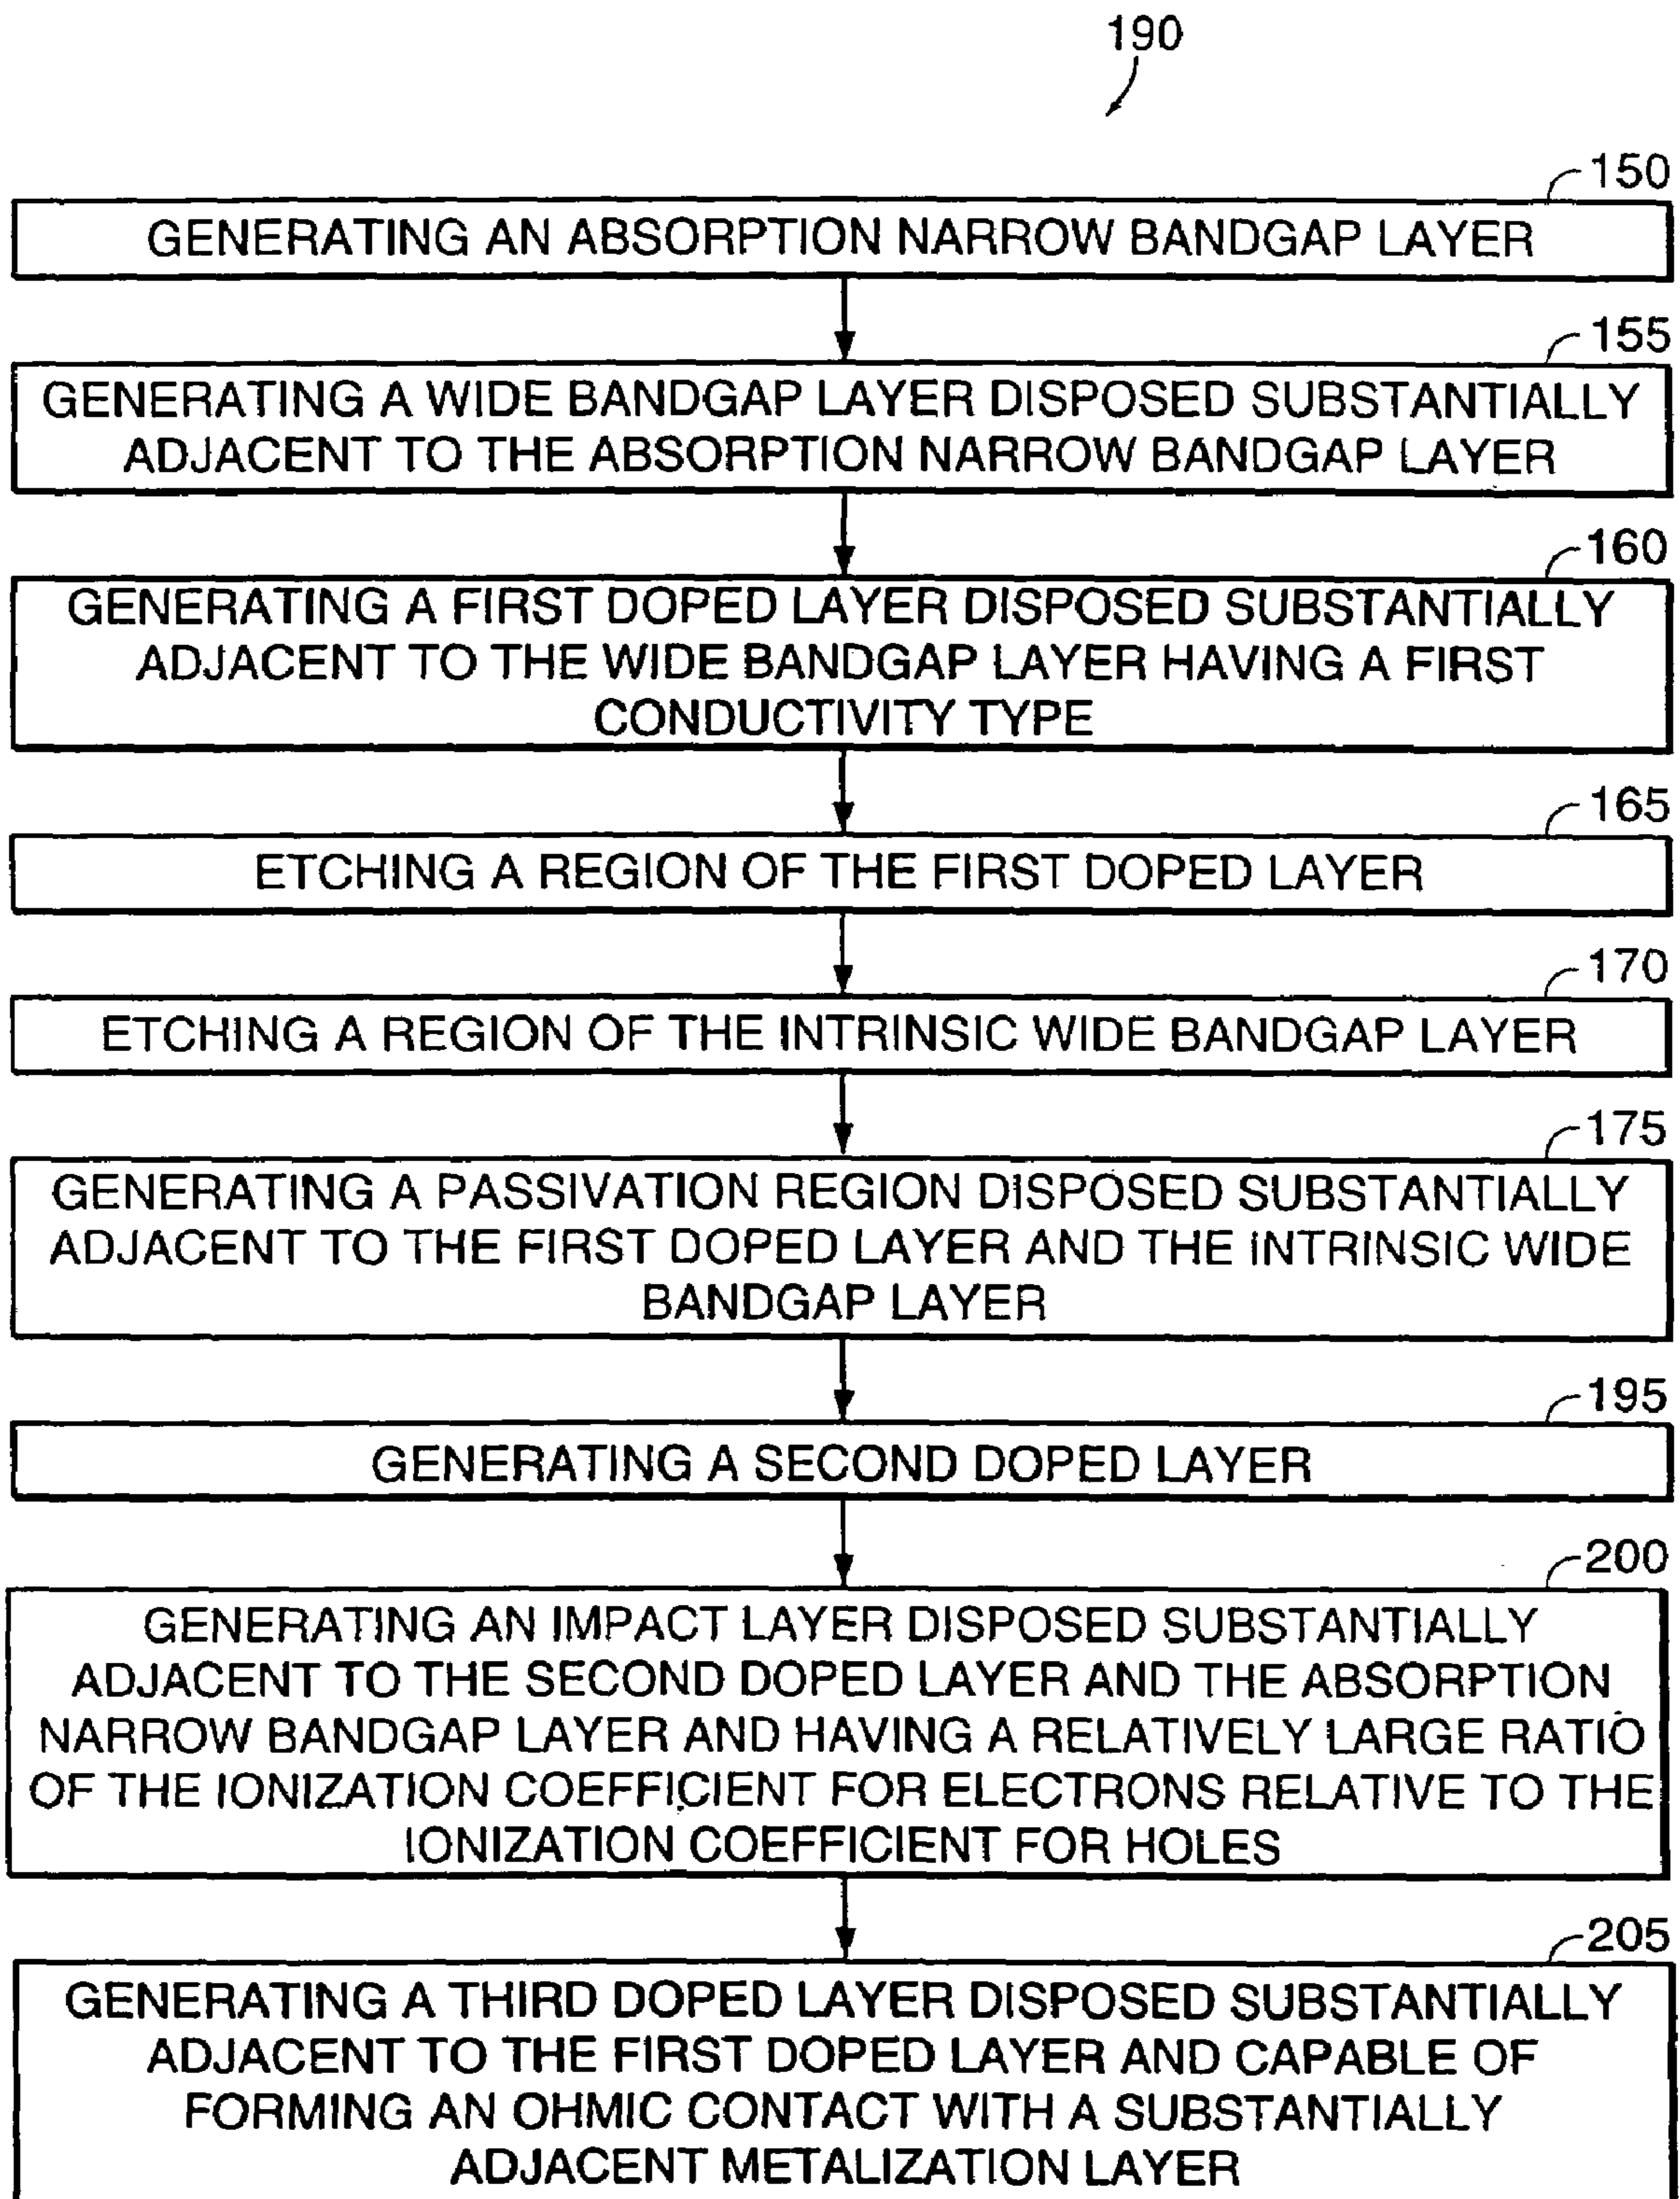 190
150
GENERATING AN ABSORPTION NARROW BANDGAP LAYER
155
GENERATING A WIDE BANDGAP LAYER DISPOSED SUBSTANTIALLY
ADJACENT TO THE ABSORPTION NARROW BANDGAP LAYER
160
GENERATING A FIRST DOPED LAYER DISPOSED SUBSTANTIALLY
ADJACENT TO THE WIDE BANDGAP LAYER HAVING A FIRST
CONDUCTIVITY TYPE
165
ETCHING A REGION OF THE FIRST DOPED LAYER
170
ETCHING A REGION OF THE INTRINSIC WIDE BANDGAP LAYER
175
GENERATING A PASSIVATION REGION DISPOSED SUBSTANTIALLY
ADJACENT TO THE FIRST DOPED LAYER AND THE INTRINSIC WIDE
BANDGAP LAYER
195
GENERATING A SECOND DOPED LAYER
200
GENERATING AN IMPACT LAYER DISPOSED SUBSTANTIALLY
ADJACENT TO THE SECOND DOPED LAYER AND THE ABSORPTION
NARROW BANDGAP LAYER AND HAVING A RELATIVELY LARGE RATIO
OF THE IONIZATION COEFFICIENT FOR ELECTRONS RELATIVE TO THE
IONIZATION COEFFICIENT FOR HOLES
205
GENERATING A THIRD DOPED LAYER DISPOSED SUBSTANTIALLY
ADJACENT TO THE FIRST DOPED LAYER AND CAPABLE OF
FORMING AN OHMIC CONTACT WITH A SUBSTANTIALLY
ADJACENT METALIZATION LAYER